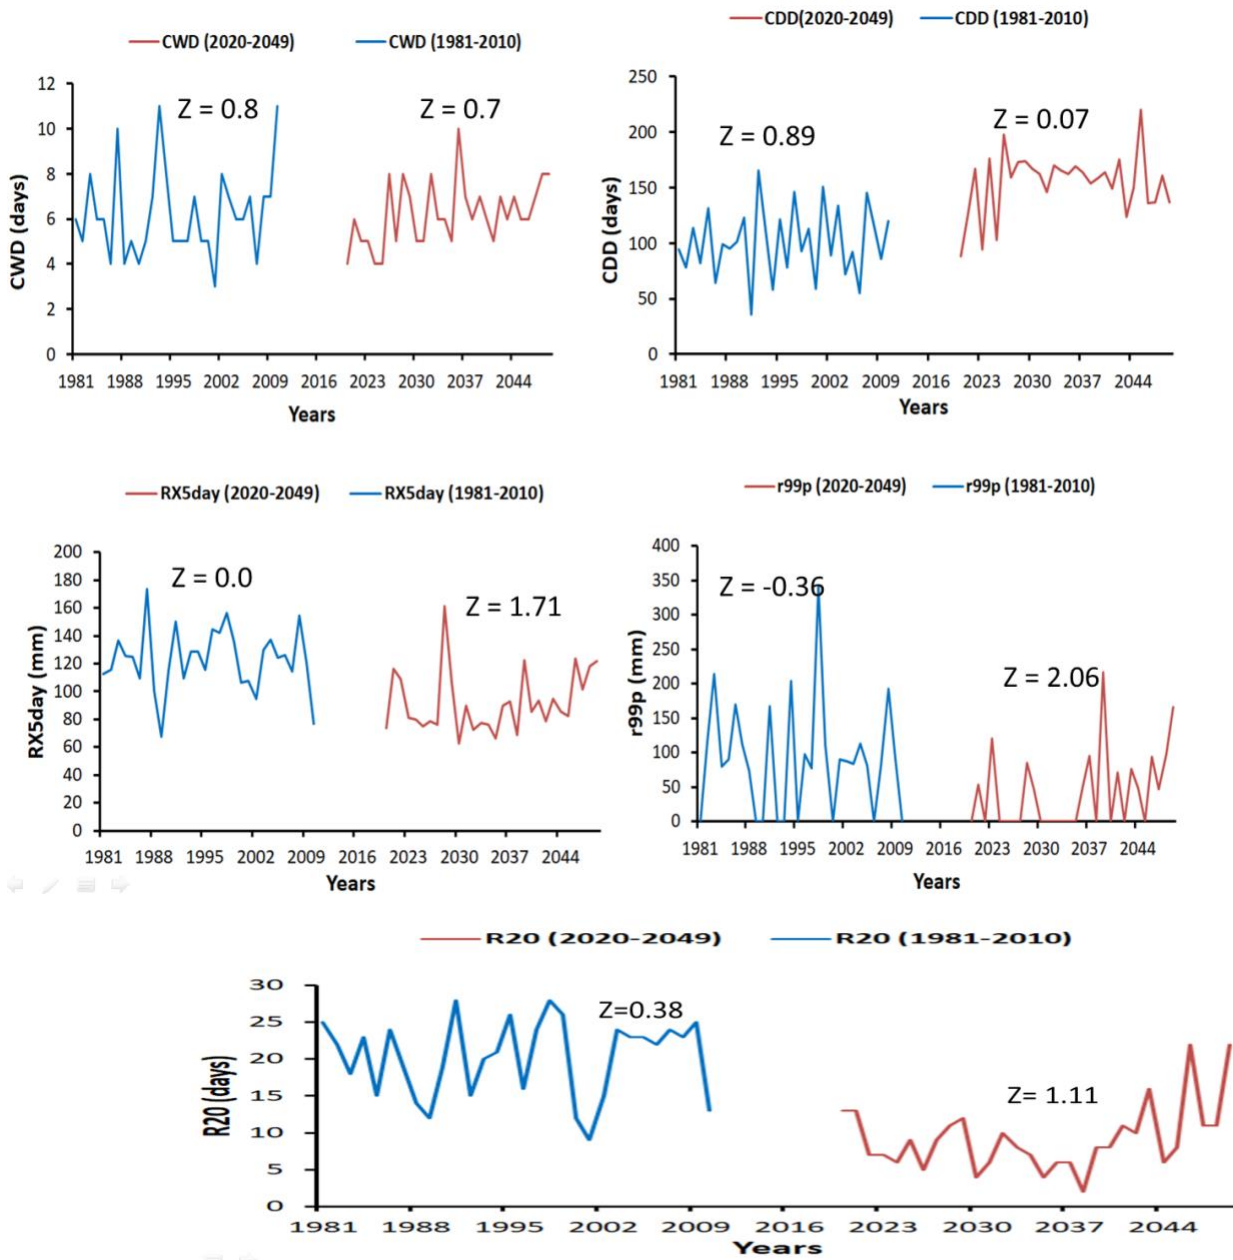 CWD (2020-2049) CWD (1981-2010)
12
10
8
6
4
2
0
CWD (days)
Z = 0.8 Z = 0.7
1981 1988 1995 2002 2009 2016 2023 2030 2037 2044
Years
CDD(2020-2049) CDD (1981-2010)
250
200
150
100
50
0
CDD (days)
Z = 0.89 Z = 0.07
1981 1988 1995 2002 2009 2016 2023 2030 2037 2044
Years
RX5day (2020-2049) RX5day (1981-2010)
200
180
160
140
120
100
80
60
40
20
0
RX5day (mm)
Z = 0.0 Z = 1.71
1981 1988 1995 2002 2009 2016 2023 2030 2037 2044
Years
r99p (2020-2049) r99p (1981-2010)
400
350
300
250
200
150
100
50
0
r99p (mm)
Z = -0.36 Z = 2.06
1981 1988 1995 2002 2009 2016 2023 2030 2037 2044
Years
R20 (2020-2049) R20 (1981-2010)
30
25
20
15
10
5
0
R20 (days)
Z=0.38 Z= 1.11
1981 1988 1995 2002 2009 2016 2023 2030 2037 2044
Years